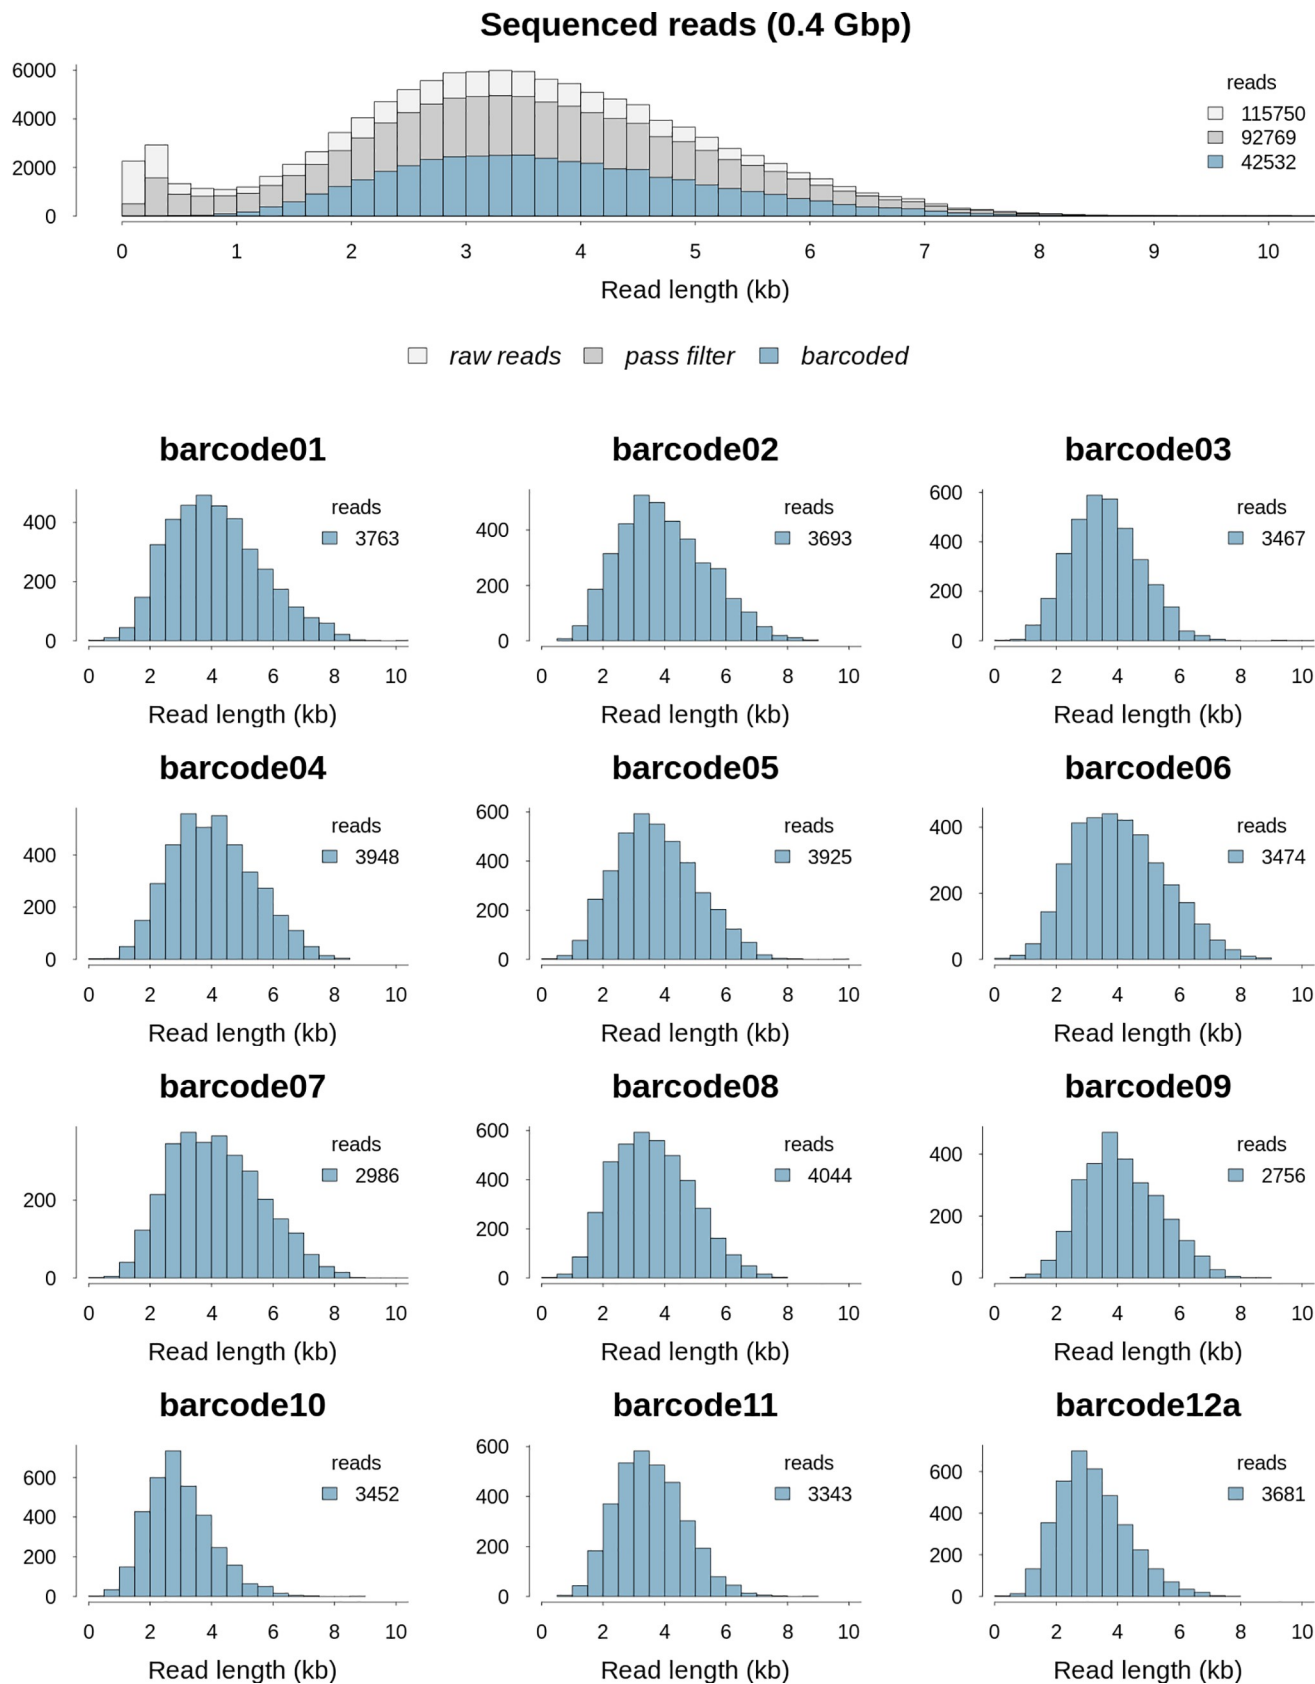 Sequenced reads (0.4 Gbp)
6000
4000
2000
0
reads
115750
92769
42532
0 1 2 3 4 5 6 7 8 9 10
Read length (kb)
raw reads pass filter barcoded
barcode01 barcode02 barcode03
400
200
0
reads
3763
400
200
0
reads
3693
600
400
200
0
reads
3467
0 2 4 6 8 10 0 2 4 6 8 10 0 2 4 6 8 10
Read length (kb) Read length (kb) Read length (kb)
barcode04 barcode05 barcode06
400
200
0
reads
3948
600
400
200
0
reads
3925
400
200
0
reads
3474
0 2 4 6 8 10 0 2 4 6 8 10 0 2 4 6 8 10
Read length (kb) Read length (kb) Read length (kb)
barcode07 barcode08 barcode09
200
0
reads
2986
600
400
200
0
reads
4044
400
200
0
reads
2756
0 2 4 6 8 10 0 2 4 6 8 10 0 2 4 6 8 10
Read length (kb) Read length (kb) Read length (kb)
barcode10 barcode11 barcode12a
600
400
200
0
reads
3452
600
400
200
0
reads
3343
600
400
200
0
reads
3681
0 2 4 6 8 10 0 2 4 6 8 10 0 2 4 6 8 10
Read length (kb) Read length (kb) Read length (kb)